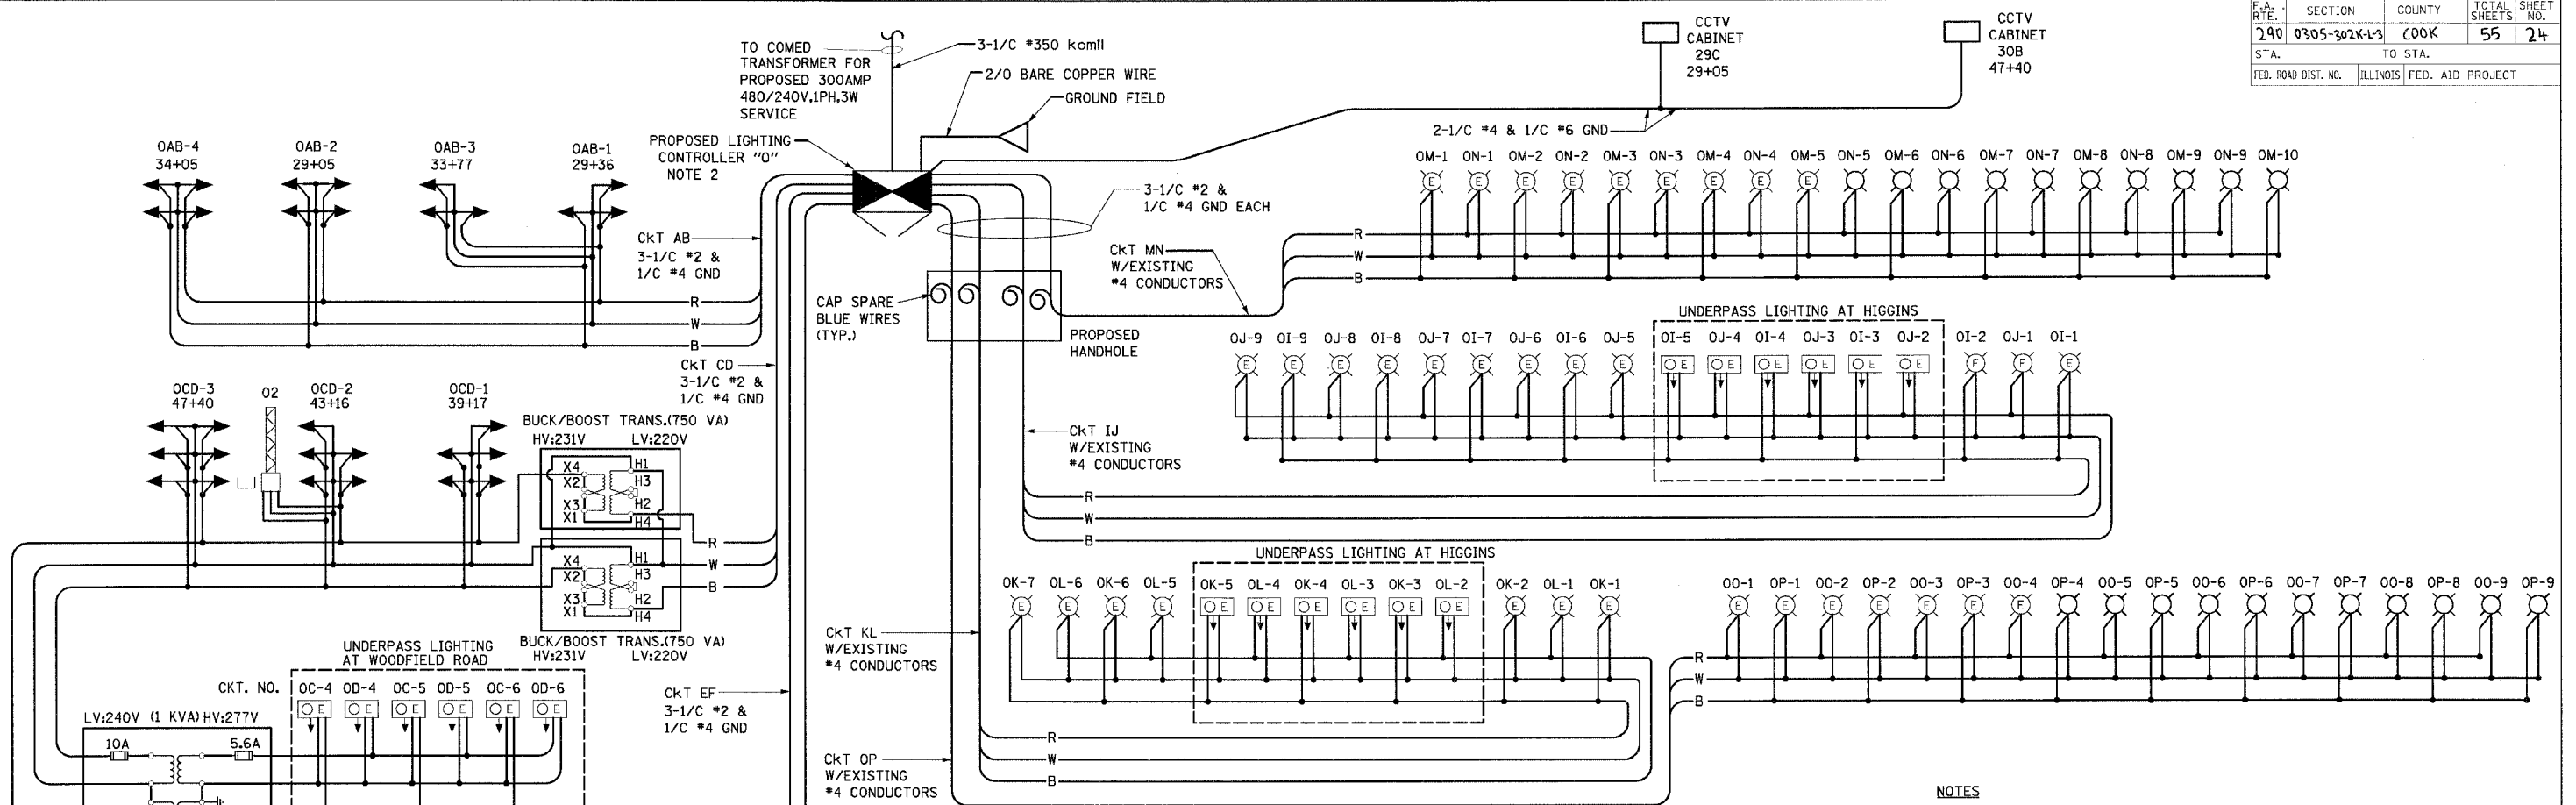 F.A. RTE. SECTION COUNTY TOTAL SHEETS SHEET NO.
290 0305-302K-L-3 COOK 55 24
STA. TO STA.
FED. ROAD DIST. NO. ILLINOIS FED. AID PROJECT
TO COMED
TRANSFORMER FOR
PROPOSED 300AMP
480/240V,1PH,3W
SERVICE
3-1/C #350 kcmil
2/0 BARE COPPER WIRE
GROUND FIELD
PROPOSED LIGHTING
CONTROLLER "O"
NOTE 2
CCTV
CABINET
29C
29+05
CCTV
CABINET
30B
47+40
2-1/C #4 & 1/C #6 GND
OAB-4
34+05
OAB-2
29+05
OAB-3
33+77
OAB-1
29+36
CKT AB
3-1/C #2 &
1/C #4 GND
R
W
B
3-1/C #2 &
1/C #4 GND EACH
CAP SPARE
BLUE WIRES
(TYP.)
PROPOSED
HANDHOLE
CKT MN
W/EXISTING
#4 CONDUCTORS
OM-1 ON-1 OM-2 ON-2 OM-3 ON-3 OM-4 ON-4 OM-5 ON-5 OM-6 ON-6 OM-7 ON-7 OM-8 ON-8 OM-9 ON-9 OM-10
E E E E E E E E E
R
W
B
UNDERPASS LIGHTING AT HIGGINS
OJ-9 OI-9 OJ-8 OI-8 OJ-7 OI-7 OJ-6 OI-6 OJ-5 OI-5 OJ-4 OI-4 OJ-3 OI-3 OJ-2 OI-2 OJ-1 OI-1
E E E E E E E E E E E E E E E E E E
CKT IJ
W/EXISTING
#4 CONDUCTORS
R
W
B
CKT CD
3-1/C #2 &
1/C #4 GND
OCD-3
47+40
O2
OCD-2
43+16
OCD-1
39+17
BUCK/BOOST TRANS.(750 VA)
HV:231V LV:220V
X4 H1
X2 H3
X3 H2
X1 H4
R
W
B
X4 H1
X2 H3
X3 H2
X1 H4
BUCK/BOOST TRANS.(750 VA)
HV:231V LV:220V
UNDERPASS LIGHTING AT HIGGINS
OK-7 OL-6 OK-6 OL-5 OK-5 OL-4 OK-4 OL-3 OK-3 OL-2 OK-2 OL-1 OK-1
E E E E E E E E E E E E E
CKT KL
W/EXISTING
#4 CONDUCTORS
R
W
B
OO-1 OP-1 OO-2 OP-2 OO-3 OP-3 OO-4 OP-4 OO-5 OP-5 OO-6 OP-6 OO-7 OP-7 OO-8 OP-8 OO-9 OP-9
E E E E E E E
R
W
B
UNDERPASS LIGHTING
AT WOODFIELD ROAD
CKT. NO. OC-4 OD-4 OC-5 OD-5 OC-6 OD-6
E E E E E E
LV:240V (1 KVA) HV:277V
10A 5.6A
CKT EF
3-1/C #2 &
1/C #4 GND
CKT OP
W/EXISTING
#4 CONDUCTORS
NOTES